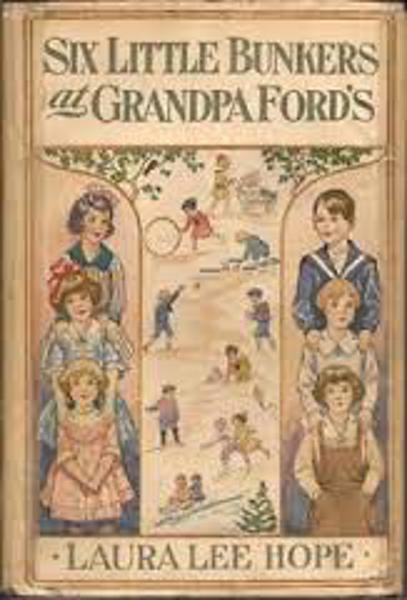 SIX LITTLE BUNKERS
at GRANDPA FORD'S
· LAURA LEE HOPE ·